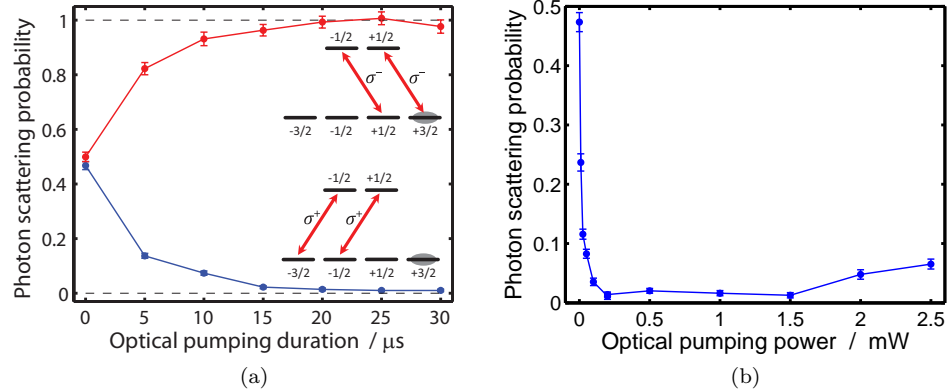 Photon scattering probability
1
0.8
0.6
0.4
0.2
0
0 5 10 15 20 25 30
Optical pumping duration / μs
-1/2 +1/2
σ⁻ σ⁻
-3/2 -1/2 +1/2 +3/2
-1/2 +1/2
σ⁺ σ⁺
-3/2 -1/2 +1/2 +3/2
(a)
Photon scattering probability
0.5
0.4
0.3
0.2
0.1
0
0 0.5 1 1.5 2 2.5
Optical pumping power / mW
(b)